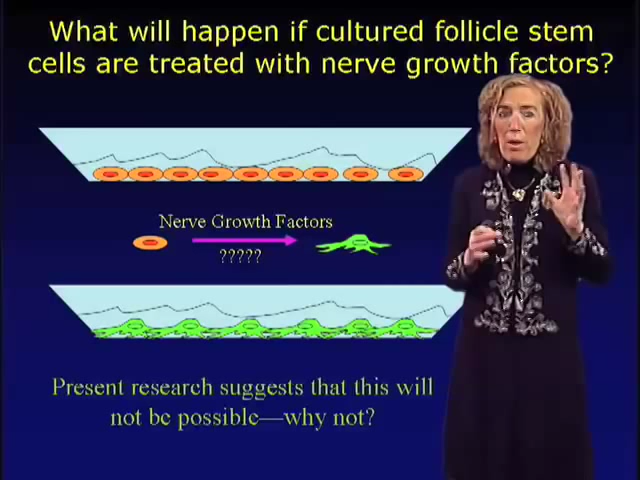 What will happen if cultured follicle stem
cells are treated with nerve growth factors?
Nerve Growth Factors
?????
Present research suggests that this will
not be possible—why not?